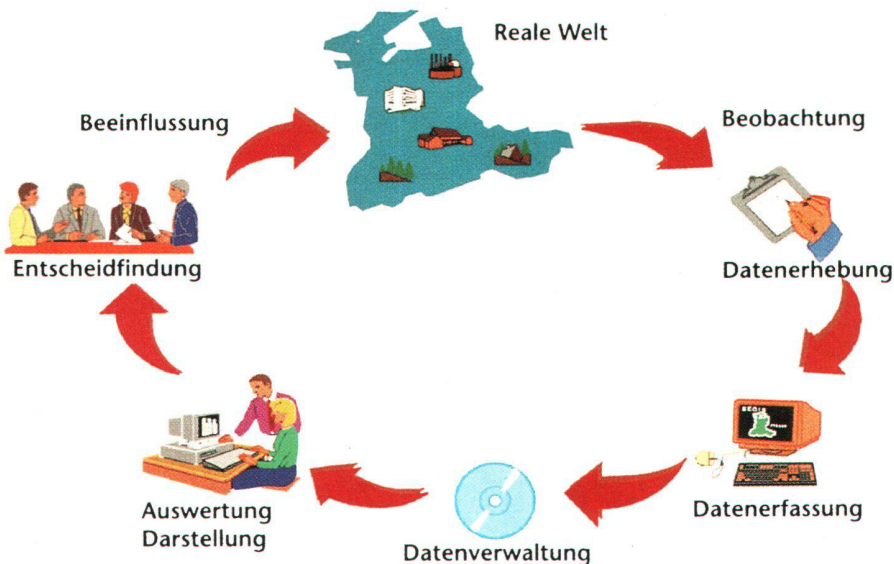 Reale Welt
Beobachtung
Datenerhebung
Datenerfassung
Datenverwaltung
Auswertung
Darstellung
Entscheidfindung
Beeinflussung